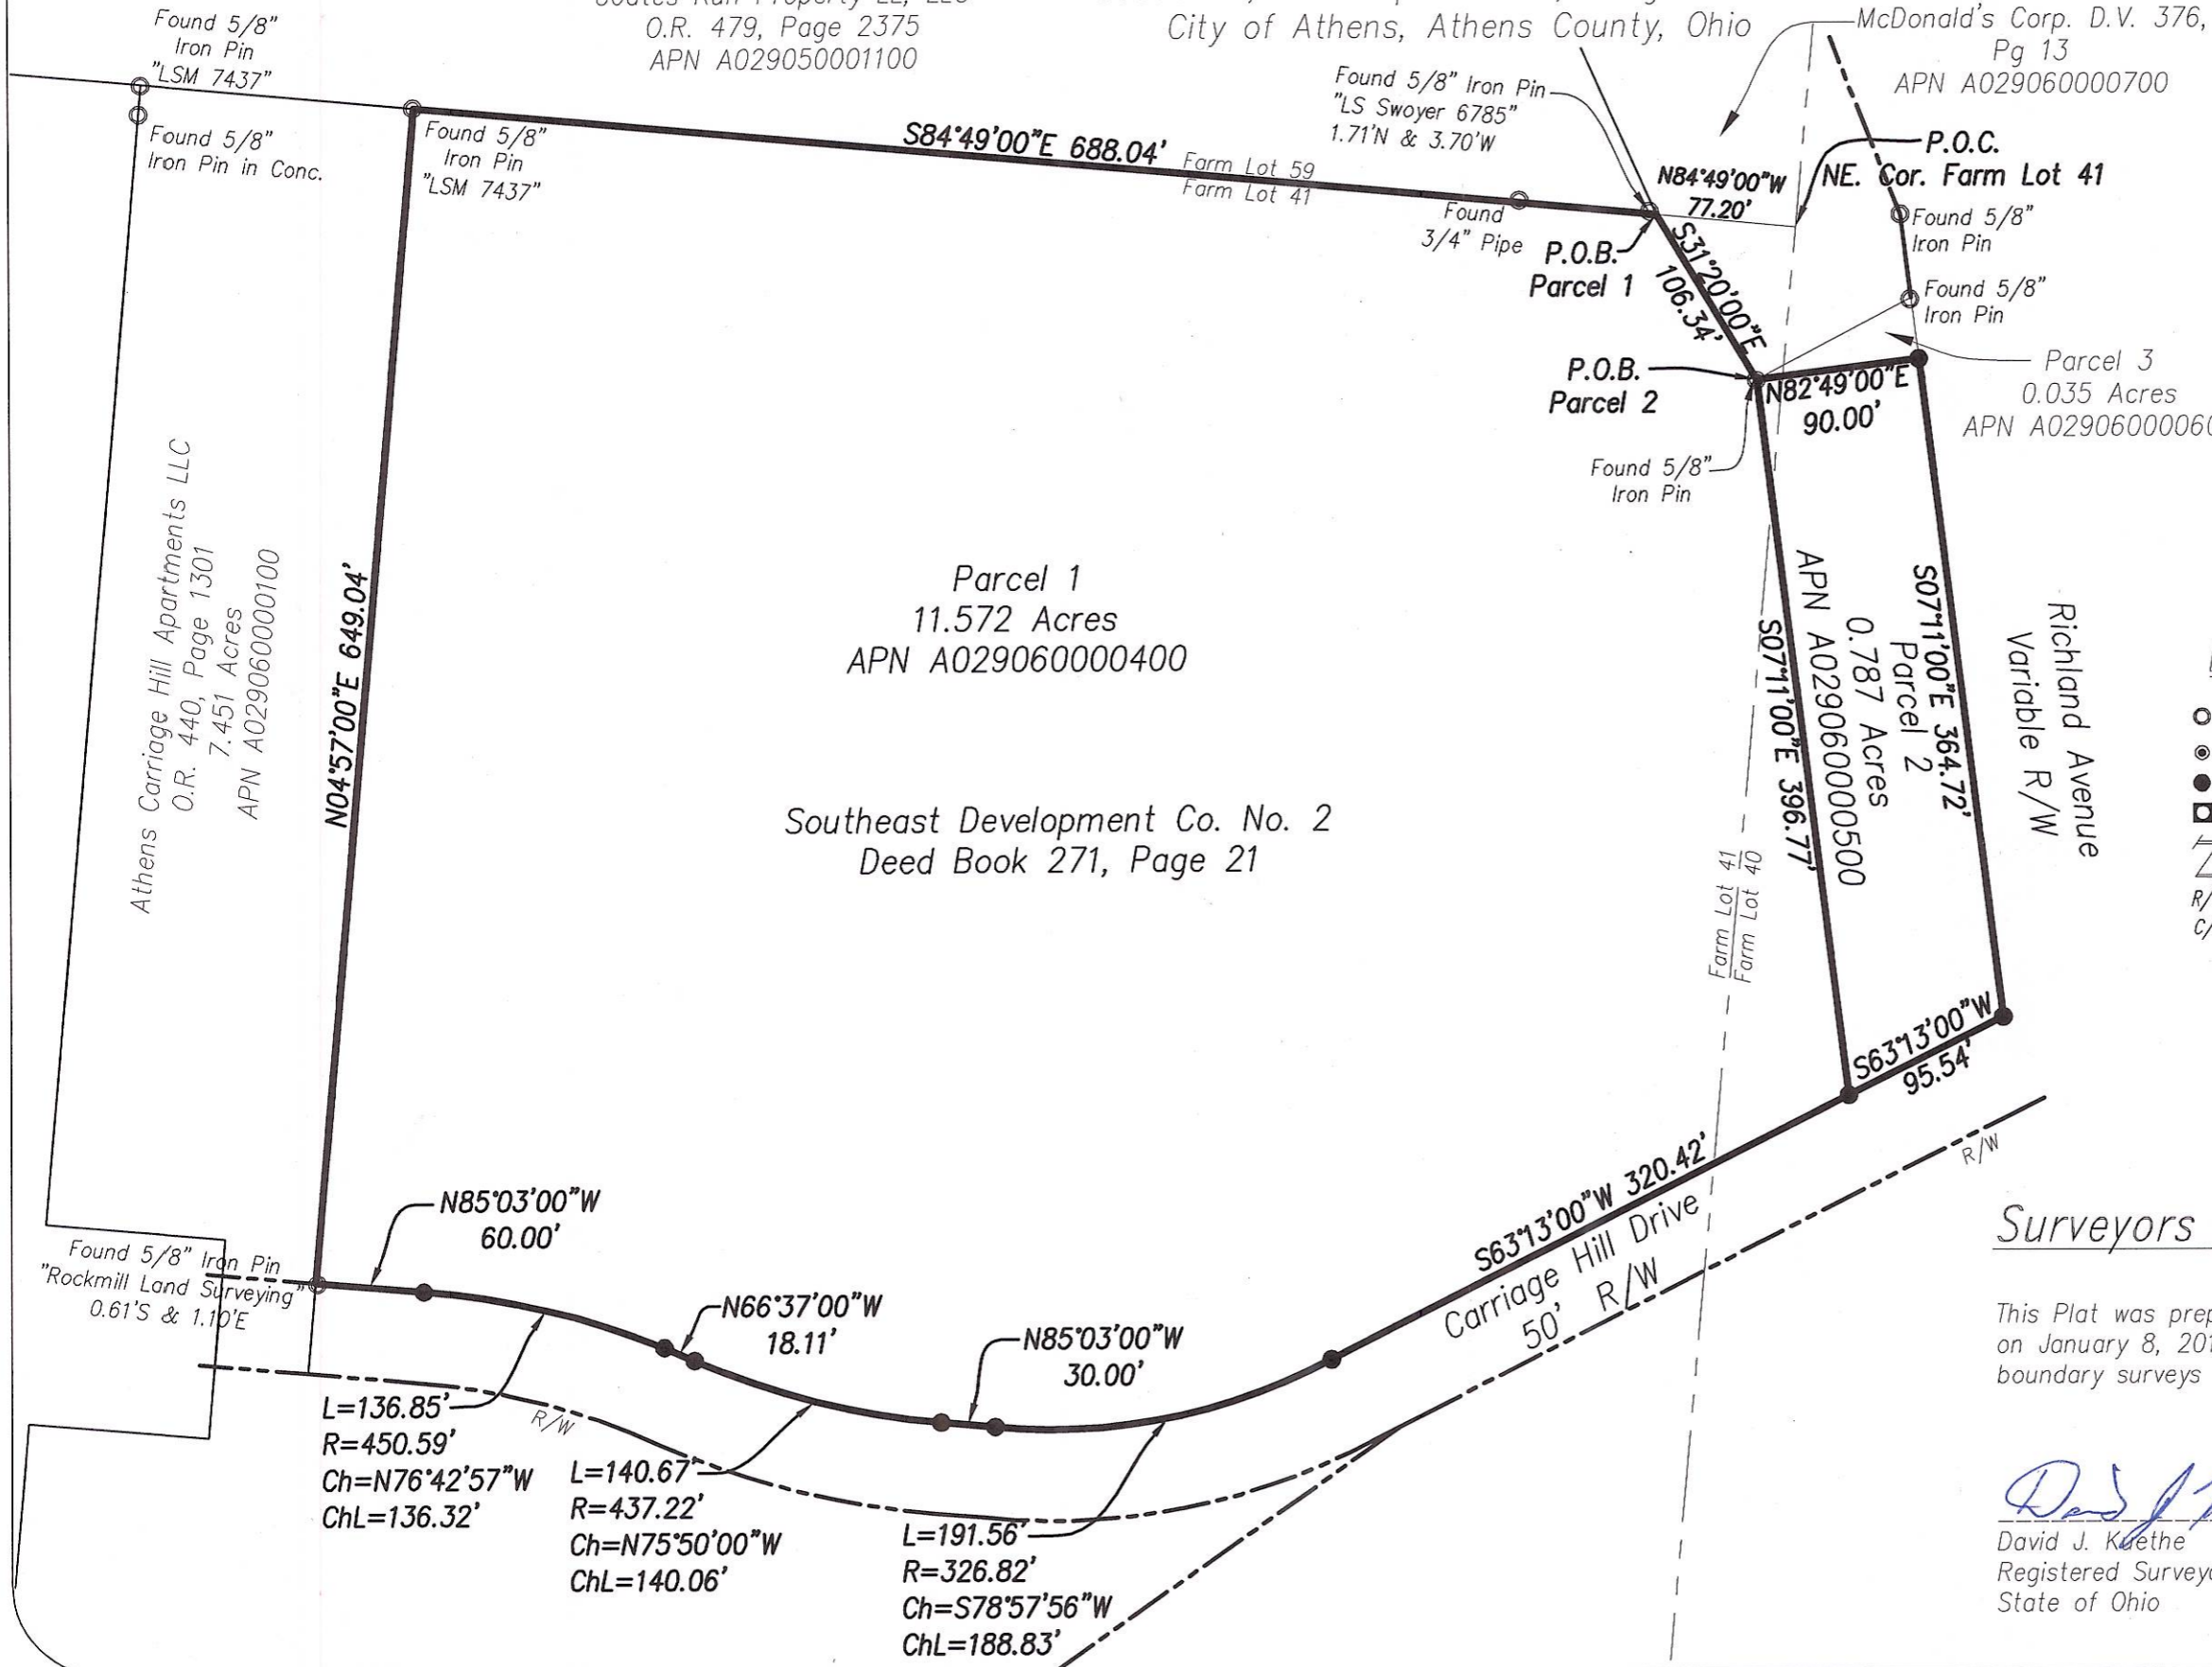 Found 5/8"
Iron Pin
"LSM 7437"
O.R. 479, Page 2375
APN A029050001100
City of Athens, Athens County, Ohio
McDonald's Corp. D.V. 376,
Pg 13
APN A029060000700
Found 5/8" Iron Pin
"LS Swoyer 6785"
1.71'N & 3.70'W
Found 5/8"
Iron Pin in Conc.
Found 5/8"
Iron Pin
"LSM 7437"
S84°49'00"E 688.04'
Farm Lot 59
Farm Lot 41
Found
3/4" Pipe
N84°49'00"W
77.20'
P.O.C.
NE. Cor. Farm Lot 41
Found 5/8"
Iron Pin
Found 5/8"
Iron Pin
P.O.B.
Parcel 1
S31°20'00"E
106.34'
P.O.B.
Parcel 2
N82°49'00"E
90.00'
Parcel 3
0.035 Acres
Found 5/8"
Iron Pin
Athens Carriage Hill Apartments LLC
O.R. 440, Page 1301
7.451 Acres
APN A029060000100
N04°57'00"E 649.04'
Parcel 1
11.572 Acres
APN A029060000400
Southeast Development Co. No. 2
Deed Book 271, Page 21
S07°11'00"E 364.72'
Parcel 2
0.787 Acres
APN A029060000500
S07°11'00"E 396.77'
Richland Avenue
Variable R/W
Farm Lot 41
Farm Lot 40
R/
C/
S63°13'00"W
95.54'
R/W
S63°13'00"W 320.42'
Carriage Hill Drive
50' R/W
N85°03'00"W
60.00'
Found 5/8" Iron Pin
"Rockmill Land Surveying"
0.61'S & 1.10'E
N66°37'00"W
18.11'
N85°03'00"W
30.00'
R/W
L=136.85'
R=450.59'
Ch=N76°42'57"W
ChL=136.32'
L=140.67'
R=437.22'
Ch=N75°50'00"W
ChL=140.06'
L=191.56'
R=326.82'
Ch=S78°57'56"W
ChL=188.83'
Surveyors
This Plat was prep
on January 8, 201
boundary surveys
David J. Kuethe
Registered Surveyo
State of Ohio